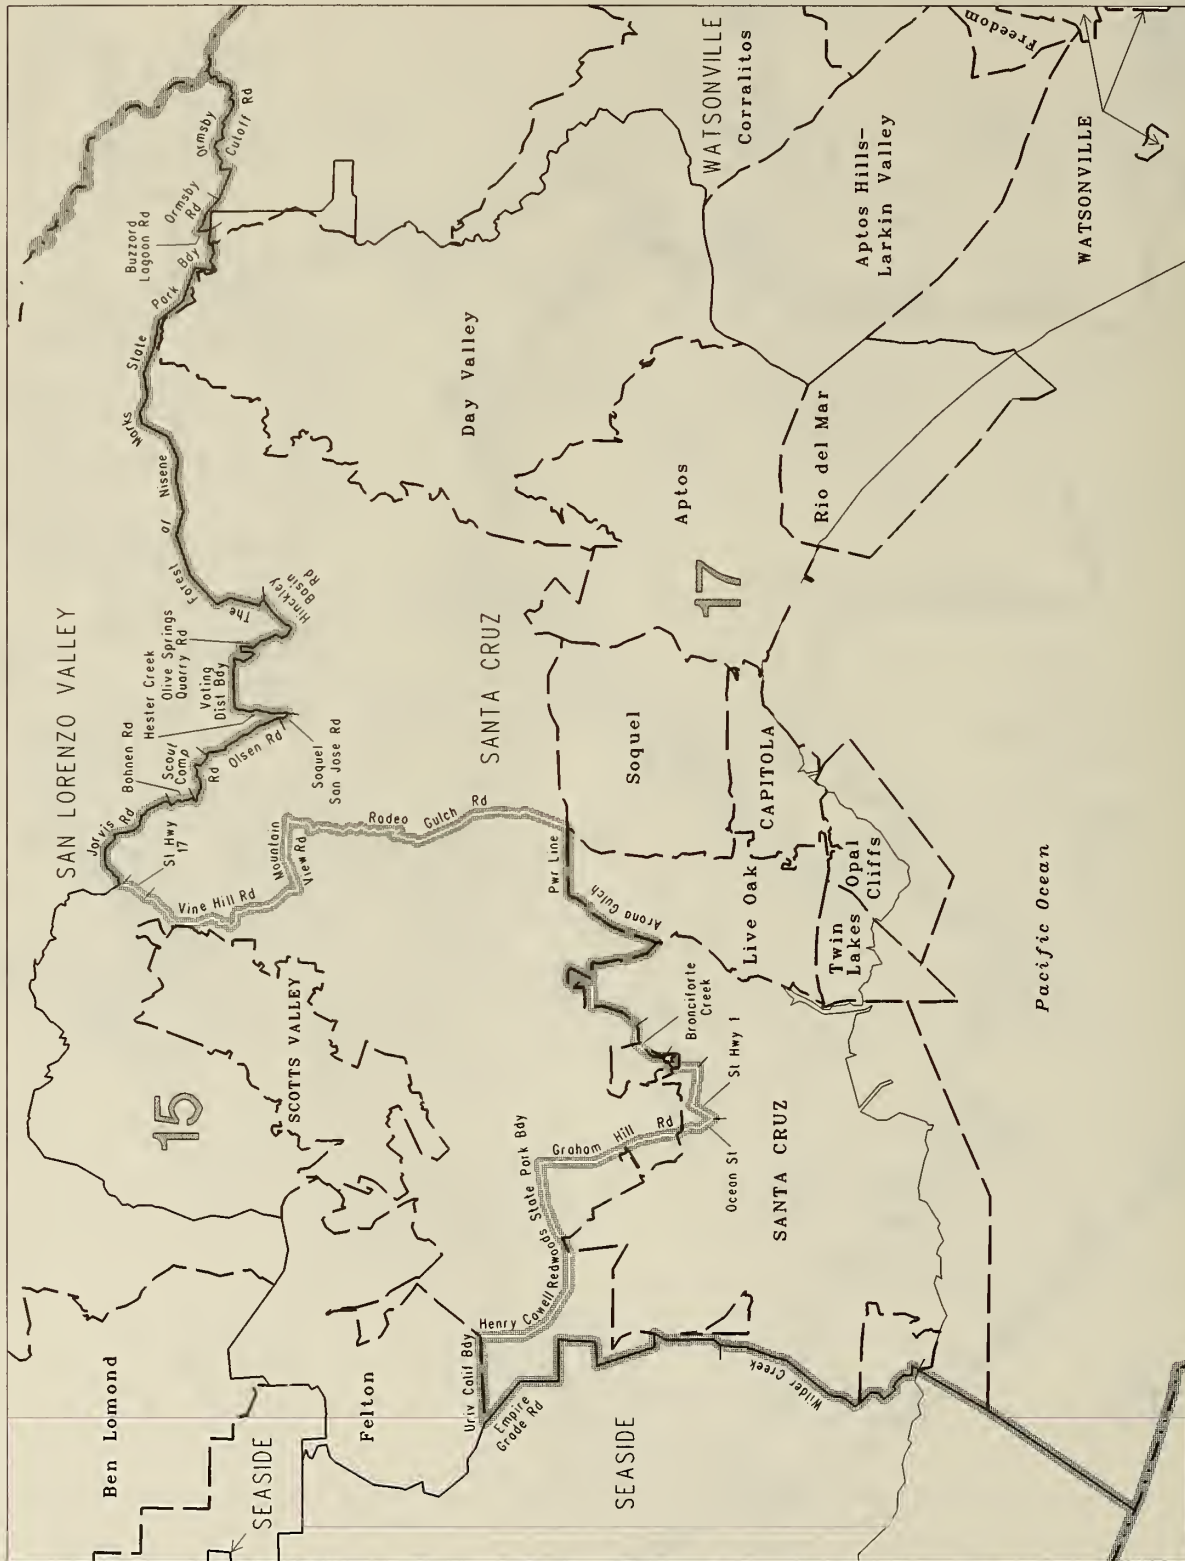 SAN LORENZO VALLEY
Ben Lomond
Jarvis Rd
Bohnen Rd
St Hwy
17
Hester Creek
Olive Springs
Quarry Rd
Scout
Camp
Rd
Voting
Dist Bdy
The Forest of Nisene Marks State Park Bdy
Buzzard
Lagoon Rd
Ormsby
Rd
Ormsby
Cutoff Rd
15
Vine Hill Rd
Olsen Rd
Hinckley
Basin
Rd
SEASIDE
Mountain
View Rd
Soquel
San Jose Rd
SCOTTS VALLEY
Felton
Rodeo Gulch Rd
Univ Calif Bdy
Henry Cowell Redwoods State Park Bdy
SANTA CRUZ
Day Valley
Empire
Grade Rd
Graham Hill Rd
Pwr Line
Arana Gulch
SEASIDE
Soquel
Branciforte
Creek
Aptos
17
WATSONVILLE
Corralitos
Ocean St
St Hwy 1
Live Oak
CAPITOLA
SANTA CRUZ
Wilder Creek
Rio del Mar
Twin
Lakes
Opal
Cliffs
Aptos Hills-
Larkin Valley
Freedom
Pacific Ocean
WATSONVILLE